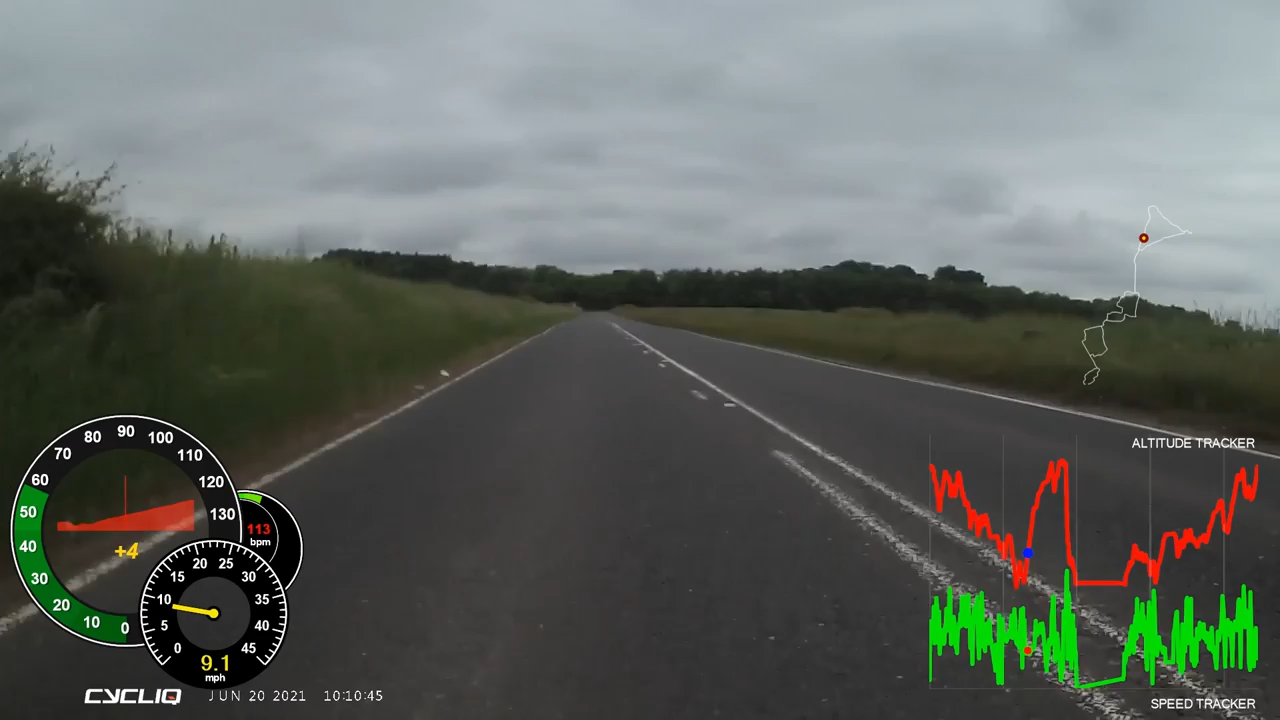 ALTITUDE TRACKER
0 10 20 30 40 50 60 70 80 90 100 110 120 130
+4
113
bpm
0 5 10 15 20 25 30 35 40 45
9.1
mph
CYCLIQ JUN 20 2021 10:10:45
SPEED TRACKER